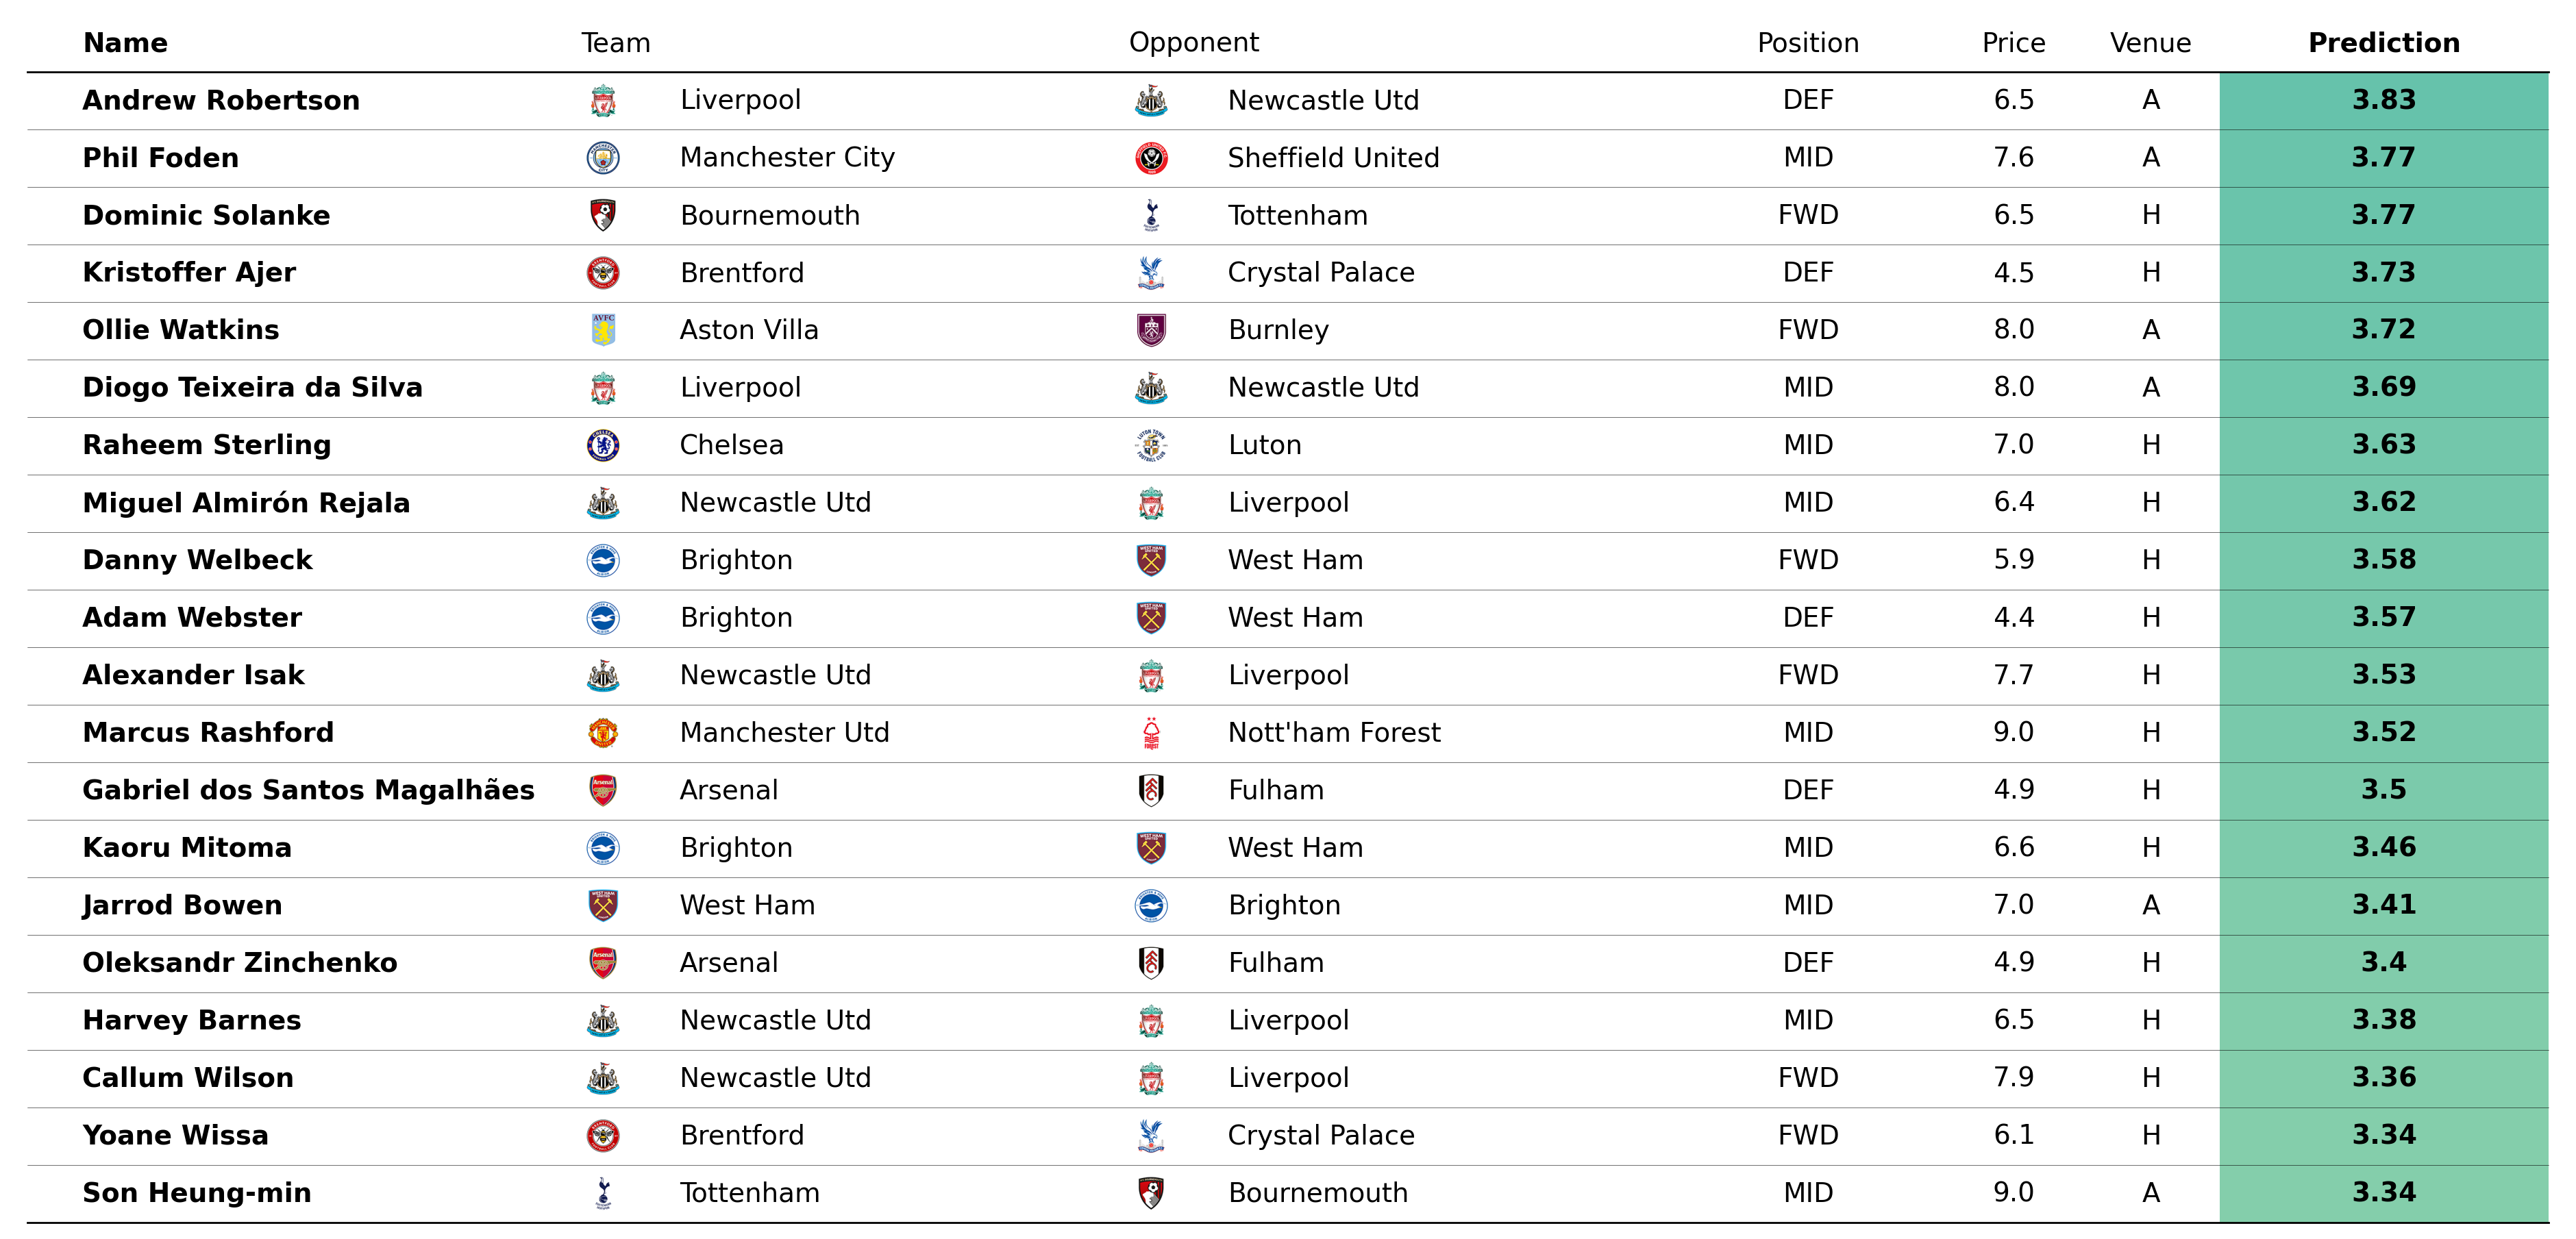 Name Team Opponent Position Price Venue Prediction
Andrew Robertson Liverpool Newcastle Utd DEF 6.5 A 3.83
Phil Foden Manchester City Sheffield United MID 7.6 A 3.77
Dominic Solanke Bournemouth Tottenham FWD 6.5 H 3.77
Kristoffer Ajer Brentford Crystal Palace DEF 4.5 H 3.73
Ollie Watkins Aston Villa Burnley FWD 8.0 A 3.72
Diogo Teixeira da Silva Liverpool Newcastle Utd MID 8.0 A 3.69
Raheem Sterling Chelsea Luton MID 7.0 H 3.63
Miguel Almirón Rejala Newcastle Utd Liverpool MID 6.4 H 3.62
Danny Welbeck Brighton West Ham FWD 5.9 H 3.58
Adam Webster Brighton West Ham DEF 4.4 H 3.57
Alexander Isak Newcastle Utd Liverpool FWD 7.7 H 3.53
Marcus Rashford Manchester Utd Nott'ham Forest MID 9.0 H 3.52
Gabriel dos Santos Magalhães Arsenal Fulham DEF 4.9 H 3.5
Kaoru Mitoma Brighton West Ham MID 6.6 H 3.46
Jarrod Bowen West Ham Brighton MID 7.0 A 3.41
Oleksandr Zinchenko Arsenal Fulham DEF 4.9 H 3.4
Harvey Barnes Newcastle Utd Liverpool MID 6.5 H 3.38
Callum Wilson Newcastle Utd Liverpool FWD 7.9 H 3.36
Yoane Wissa Brentford Crystal Palace FWD 6.1 H 3.34
Son Heung-min Tottenham Bournemouth MID 9.0 A 3.34